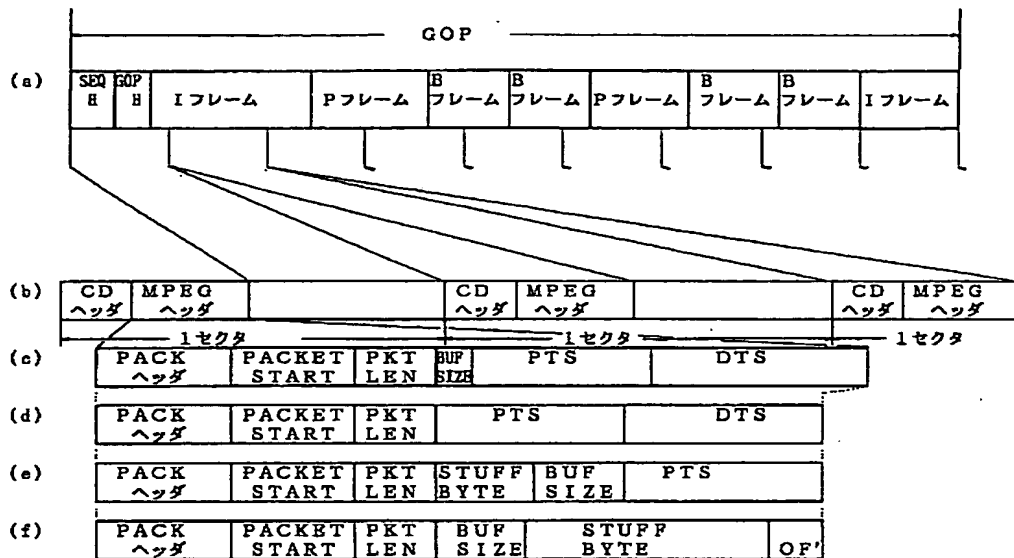 GOP
(a)
SEQ H
GOP H
Iフレーム
Pフレーム
B フレーム
B フレーム
Pフレーム
B フレーム
B フレーム
Iフレーム
(b)
CD ヘッダ
MPEG ヘッダ
CD ヘッダ
MPEG ヘッダ
CD ヘッダ
MPEG ヘッダ
1セクタ
1セクタ
1セクタ
(c)
PACK ヘッダ
PACKET START
PKT LEN
BUF SIZE
PTS
DTS
(d)
PACK ヘッダ
PACKET START
PKT LEN
PTS
DTS
(e)
PACK ヘッダ
PACKET START
PKT LEN
STUFF BYTE
BUF SIZE
PTS
(f)
PACK ヘッダ
PACKET START
PKT LEN
BUF SIZE
STUFF BYTE
OF'